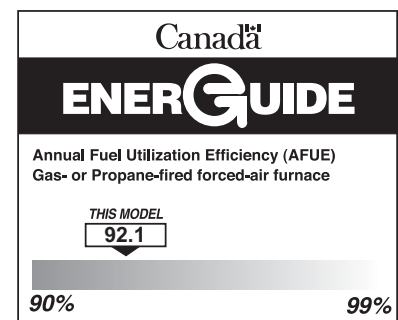 Canada
ENERGUIDE
Annual Fuel Utilization Efficiency (AFUE)
Gas- or Propane-fired forced-air furnace
THIS MODEL
92.1
90% 99%